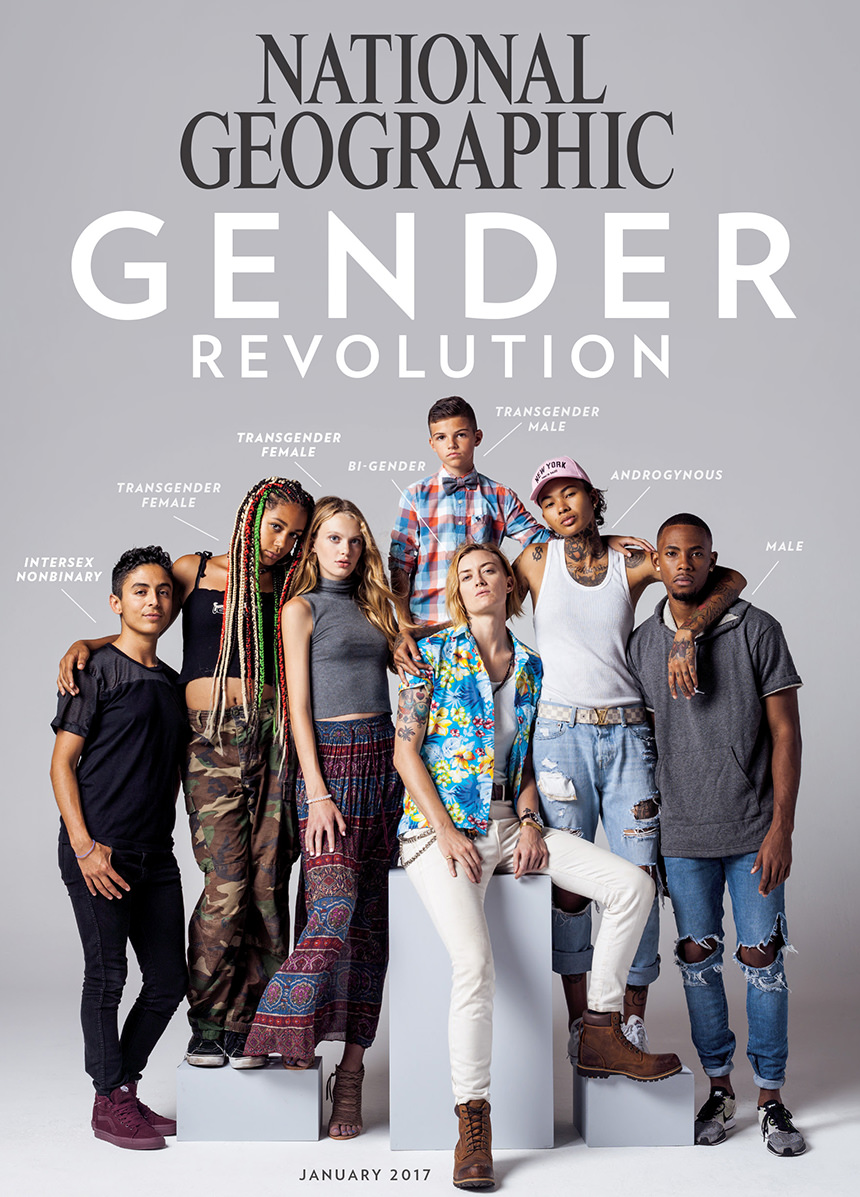 NATIONAL
GEOGRAPHIC
GENDER
REVOLUTION
TRANSGENDER
MALE
TRANSGENDER
FEMALE
BI-GENDER
ANDROGYNOUS
TRANSGENDER
FEMALE
INTERSEX
NONBINARY
MALE
NEW YORK
JANUARY 2017